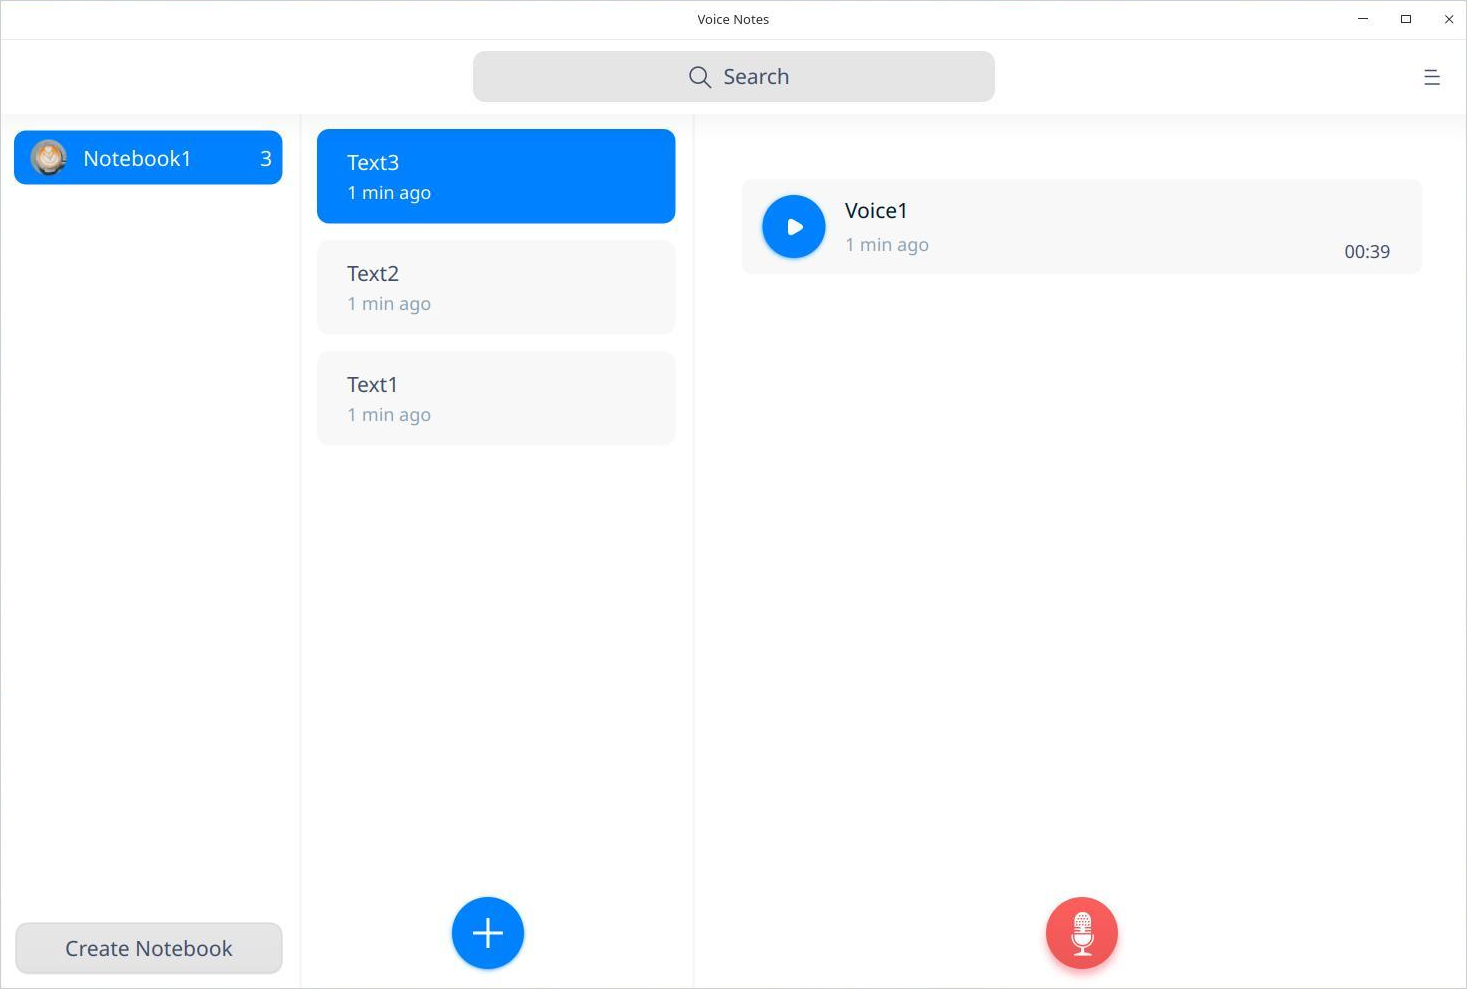 Voice Notes
Search
Notebook1 3
Text3
1 min ago
Text2
1 min ago
Text1
1 min ago
Create Notebook
Voice1
1 min ago
00:39